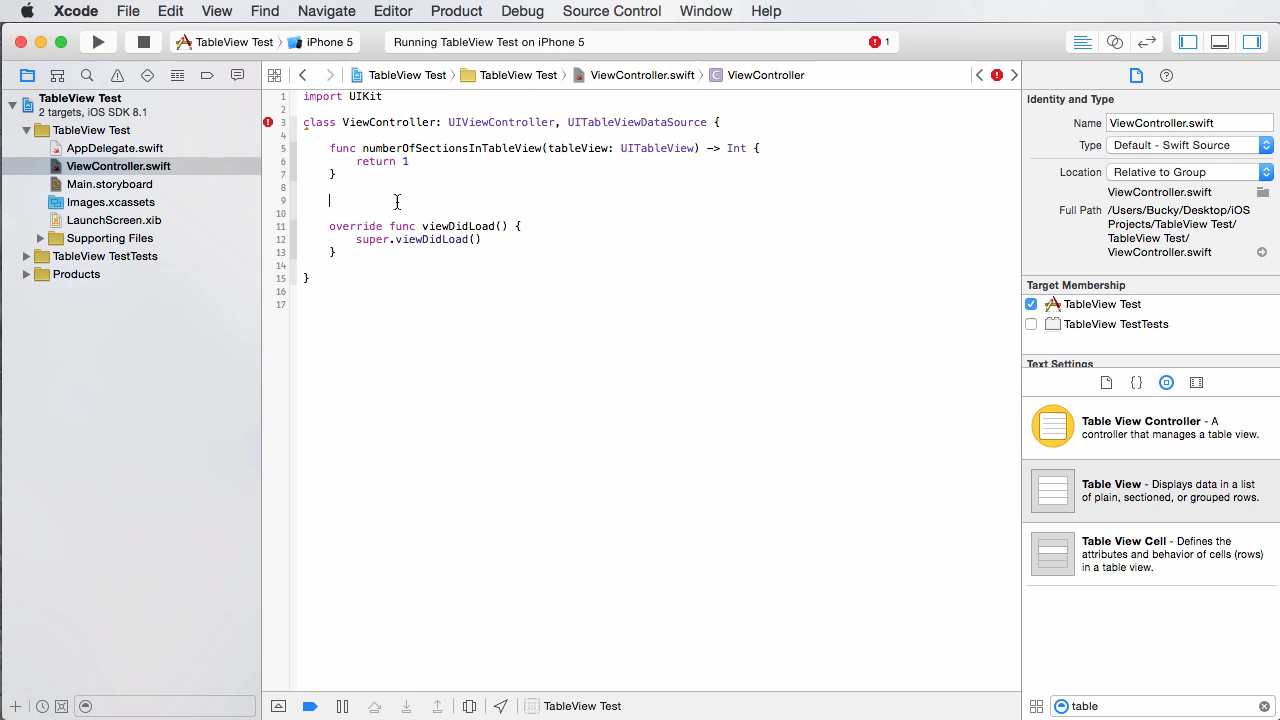 Xcode File Edit View Find Navigate Editor Product Debug Source Control Window Help
TableView Test iPhone 5 Running TableView Test on iPhone 5 1
TableView Test TableView Test ViewController.swift C ViewController
TableView Test
2 targets, iOS SDK 8.1
TableView Test
AppDelegate.swift
ViewController.swift
Main.storyboard
Images.xcassets
LaunchScreen.xib
Supporting Files
TableView TestTests
Products
1 import UIKit
2
3 class ViewController: UIViewController, UITableViewDataSource {
4
5 func numberOfSectionsInTableView(tableView: UITableView) -> Int {
6 return 1
7 }
8
9
10
11 override func viewDidLoad() {
12 super.viewDidLoad()
13 }
14
15 }
16
17
Identity and Type
Name ViewController.swift
Type Default - Swift Source
Location Relative to Group
ViewController.swift
Full Path /Users/Bucky/Desktop/iOS
Projects/TableView Test/
TableView Test/
ViewController.swift
Target Membership
TableView Test
TableView TestTests
Text Settings
{ }
Table View Controller - A
controller that manages a table view.
Table View - Displays data in a list
of plain, sectioned, or grouped rows.
Table View Cell - Defines the
attributes and behavior of cells (rows)
in a table view.
TableView Test
table